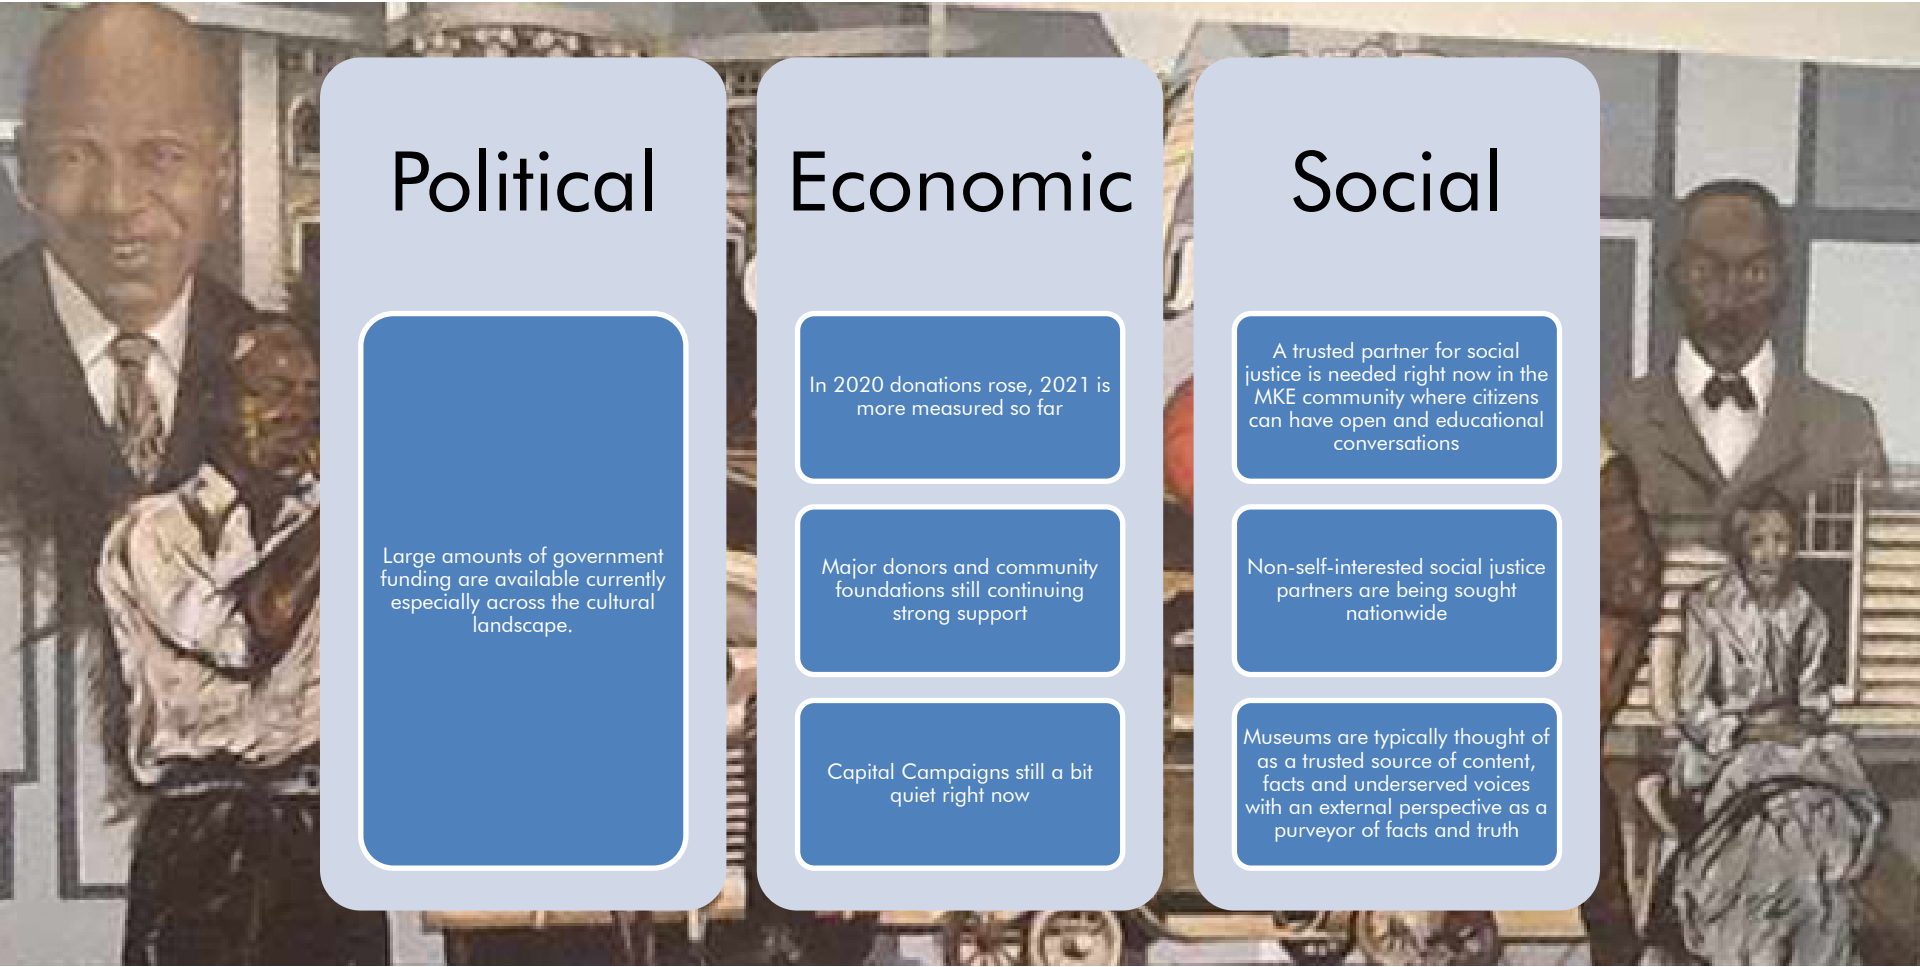 Political
Large amounts of government
funding are available currently
especially across the cultural
landscape.
Economic
In 2020 donations rose, 2021 is
more measured so far
Major donors and community
foundations still continuing
strong support
Capital Campaigns still a bit
quiet right now
Social
A trusted partner for social
justice is needed right now in the
MKE community where citizens
can have open and educational
conversations
Non-self-interested social justice
partners are being sought
nationwide
Museums are typically thought of
as a trusted source of content,
facts and underserved voices
with an external perspective as a
purveyor of facts and truth